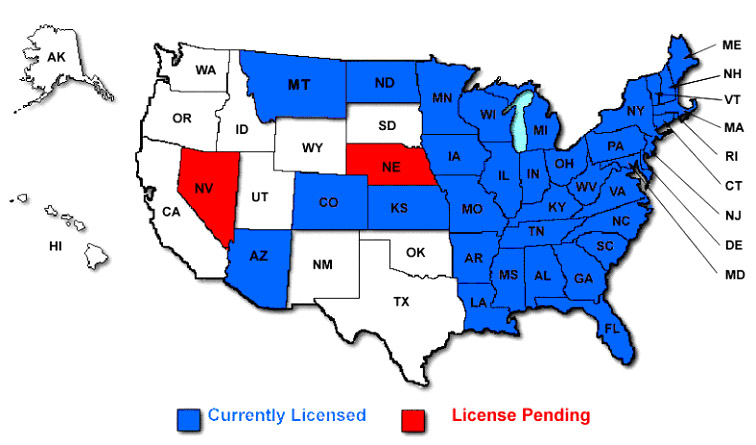 ME
AK
WA
MT
ND
NH
MN
VT
OR
WI
NY
MA
ID
SD
MI
WY
PA
RI
IA
NE
OH
IL
IN
NV
WV
CT
UT
CO
VA
CA
KS
MO
KY
NJ
NC
TN
HI
DE
AZ
OK
AR
SC
NM
MD
MS
AL
GA
TX
LA
FL
Currently Licensed
License Pending